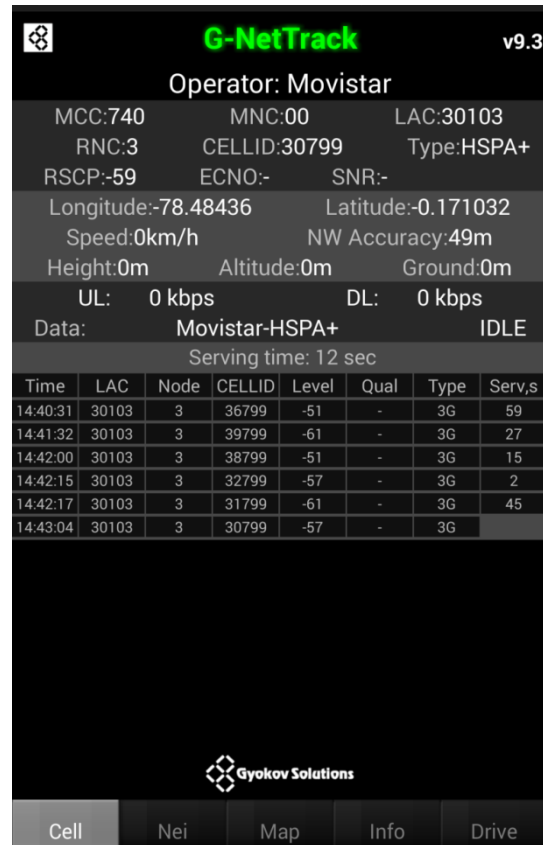 G-NetTrack v9.3
Operator: Movistar
MCC:740 MNC:00 LAC:30103
RNC:3 CELLID:30799 Type:HSPA+
RSCP:-59 ECNO:- SNR:-
Longitude:-78.48436 Latitude:-0.171032
Speed:0km/h NW Accuracy:49m
Height:0m Altitude:0m Ground:0m
UL: 0 kbps DL: 0 kbps
Data: Movistar-HSPA+ IDLE
Serving time: 12 sec
Time LAC Node CELLID Level Qual Type Serv,s
14:40:31 30103 3 36799 -51 - 3G 59
14:41:32 30103 3 39799 -61 - 3G 27
14:42:00 30103 3 38799 -51 - 3G 15
14:42:15 30103 3 32799 -57 - 3G 2
14:42:17 30103 3 31799 -61 - 3G 45
14:43:04 30103 3 30799 -57 - 3G
Gyokov Solutions
Cell Nei Map Info Drive